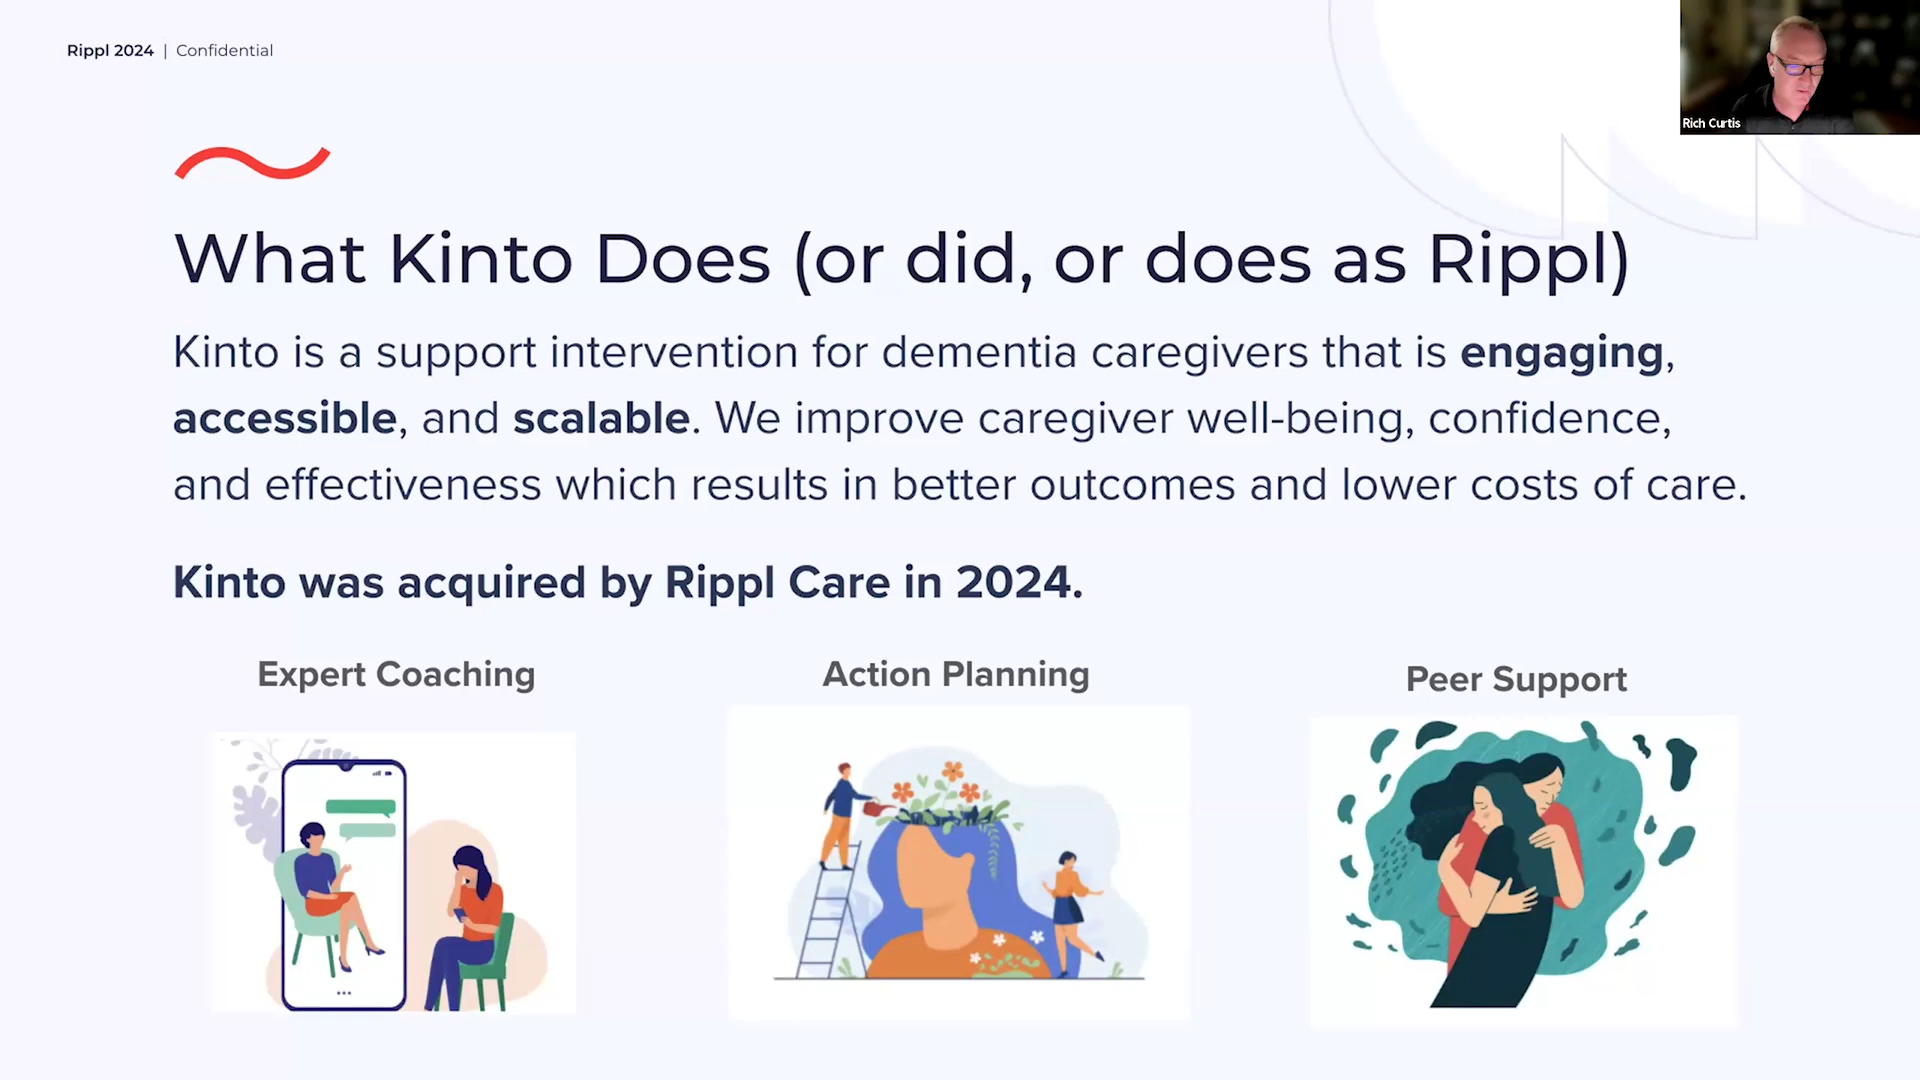 Rippl 2024 | Confidential
Rich Curtis
What Kinto Does (or did, or does as Rippl)
Kinto is a support intervention for dementia caregivers that is engaging,
accessible, and scalable. We improve caregiver well-being, confidence,
and effectiveness which results in better outcomes and lower costs of care.
Kinto was acquired by Rippl Care in 2024.
Expert Coaching
Action Planning
Peer Support